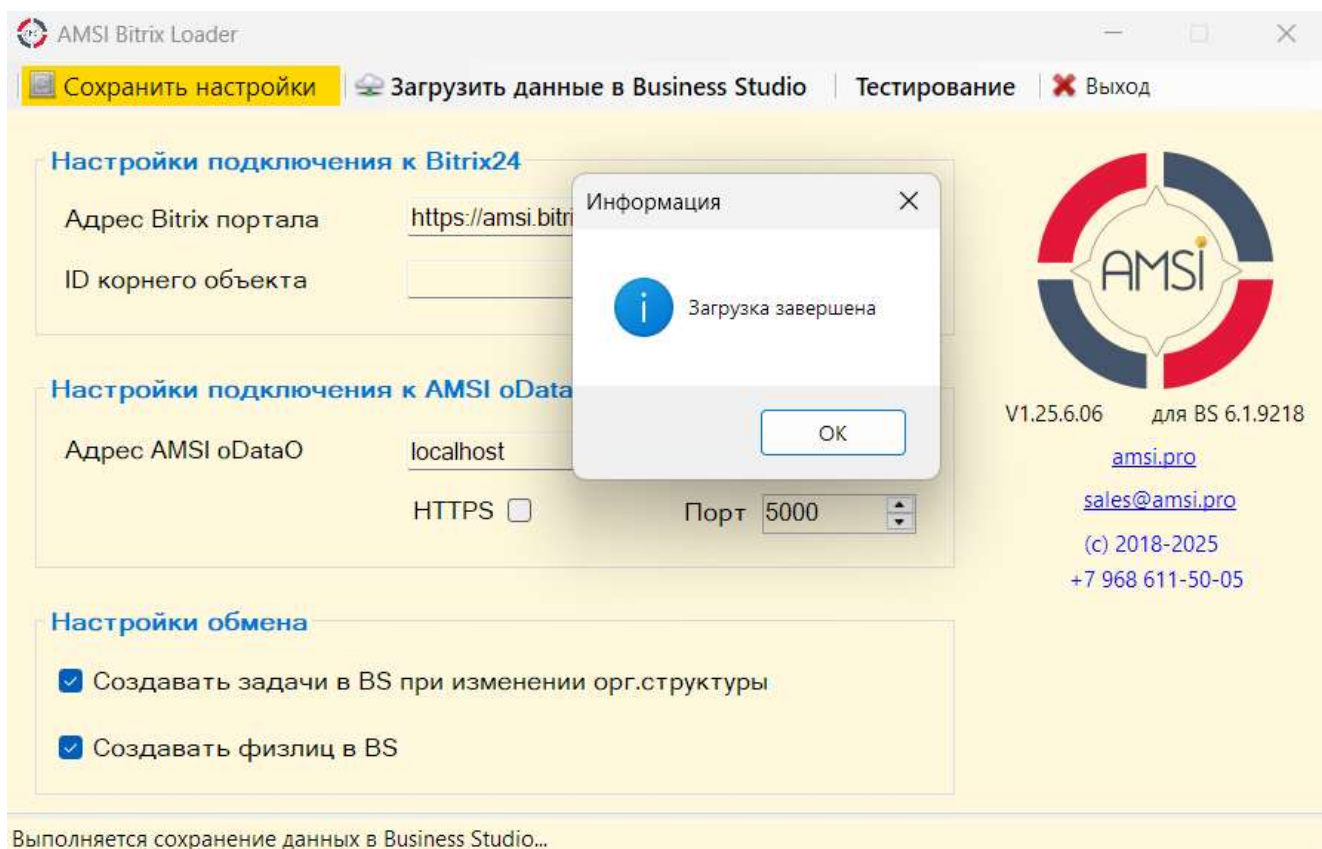 AMSI Bitrix Loader
Сохранить настройки Загрузить данные в Business Studio Тестирование Выход
Настройки подключения к Bitrix24
Адрес Bitrix портала https://amsi.bitri
ID корнего объекта
Информация
Загрузка завершена
OK
Настройки подключения к AMSI oData
Адрес AMSI oDataO localhost
HTTPS Порт 5000
AMSI
V1.25.6.06 для BS 6.1.9218
amsi.pro
sales@amsi.pro
(c) 2018-2025
+7 968 611-50-05
Настройки обмена
Создавать задачи в BS при изменении орг.структуры
Создавать физлиц в BS
Выполняется сохранение данных в Business Studio...